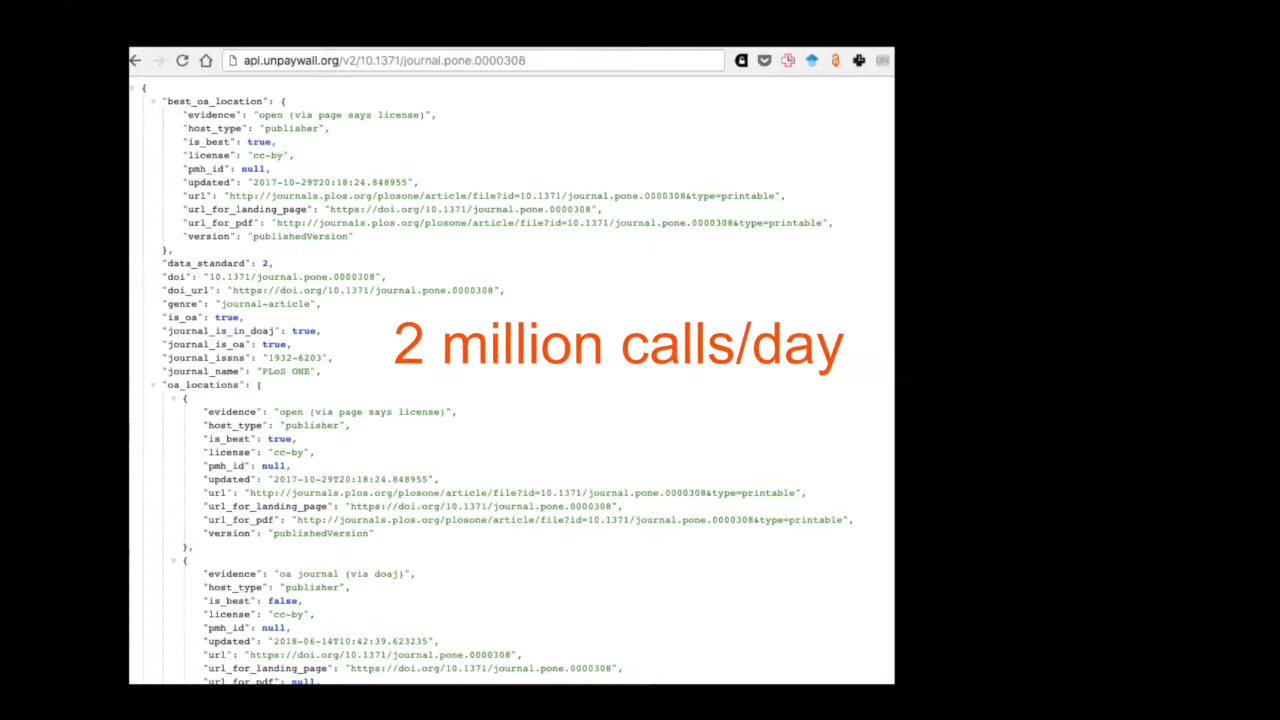 api.unpaywall.org/v2/10.1371/journal.pone.0000308
{
"best_oa_location": {
"evidence": "open (via page says license)",
"host_type": "publisher",
"is_best": true,
"license": "cc-by",
"pmh_id": null,
"updated": "2017-10-29T20:18:24.848955",
"url": "http://journals.plos.org/plosone/article/file?id=10.1371/journal.pone.0000308&type=printable",
"url_for_landing_page": "https://doi.org/10.1371/journal.pone.0000308",
"url_for_pdf": "http://journals.plos.org/plosone/article/file?id=10.1371/journal.pone.0000308&type=printable",
"version": "publishedVersion"
},
"data_standard": 2,
"doi": "10.1371/journal.pone.0000308",
"doi_url": "https://doi.org/10.1371/journal.pone.0000308",
"genre": "journal-article",
"is_oa": true,
"journal_is_in_doaj": true,
"journal_is_oa": true,
"journal_issns": "1932-6203",
"journal_name": "PLoS ONE",
2 million calls/day
"oa_locations": [
{
"evidence": "open (via page says license)",
"host_type": "publisher",
"is_best": true,
"license": "cc-by",
"pmh_id": null,
"updated": "2017-10-29T20:18:24.848955",
"url": "http://journals.plos.org/plosone/article/file?id=10.1371/journal.pone.0000308&type=printable",
"url_for_landing_page": "https://doi.org/10.1371/journal.pone.0000308",
"url_for_pdf": "http://journals.plos.org/plosone/article/file?id=10.1371/journal.pone.0000308&type=printable",
"version": "publishedVersion"
},
{
"evidence": "oa journal (via doaj)",
"host_type": "publisher",
"is_best": false,
"license": "cc-by",
"pmh_id": null,
"updated": "2018-06-14T10:42:39.623235",
"url": "https://doi.org/10.1371/journal.pone.0000308",
"url_for_landing_page": "https://doi.org/10.1371/journal.pone.0000308",
"url_for_pdf": null,